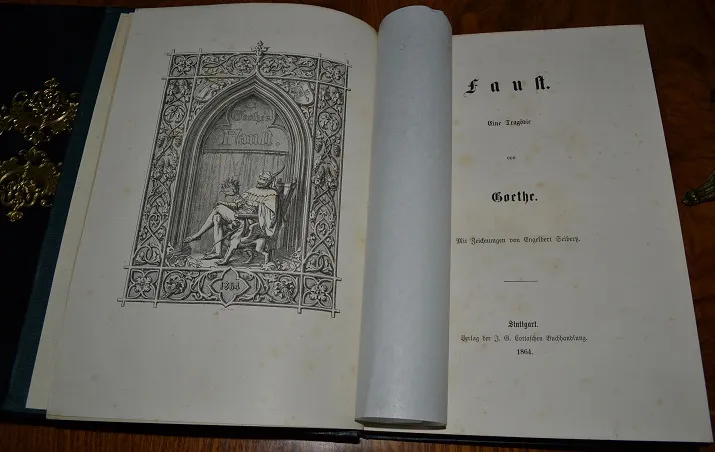 Goethe's
Faust.
1864
Faust.
Eine Tragödie
von
Goethe.
Mit Zeichnungen von Engelbert Seibertz.
Stuttgart.
Verlag der J. G. Cotta'schen Buchhandlung.
1864.